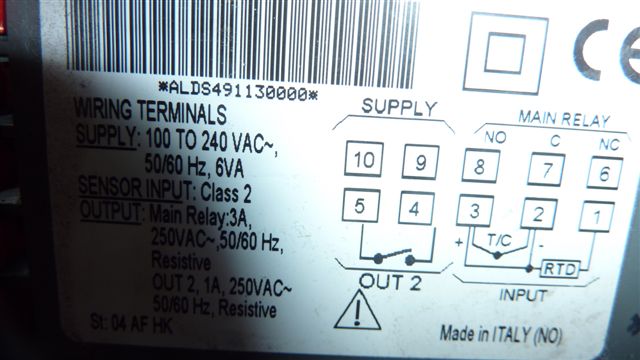 *ALDS491130000*
WIRING TERMINALS
SUPPLY: 100 TO 240 VAC~,
50/60 Hz, 6VA
SENSOR INPUT: Class 2
OUTPUT: Main Relay:3A,
250VAC~,50/60 Hz,
Resistive
OUT 2, 1A, 250VAC~
50/60 Hz, Resistive
St: 04 AF HK
SUPPLY
MAIN RELAY
NO C NC
10 9 8 7 6
5 4 3 2 1
+ T/C -
RTD
OUT 2
INPUT
Made in ITALY (NO)
CE